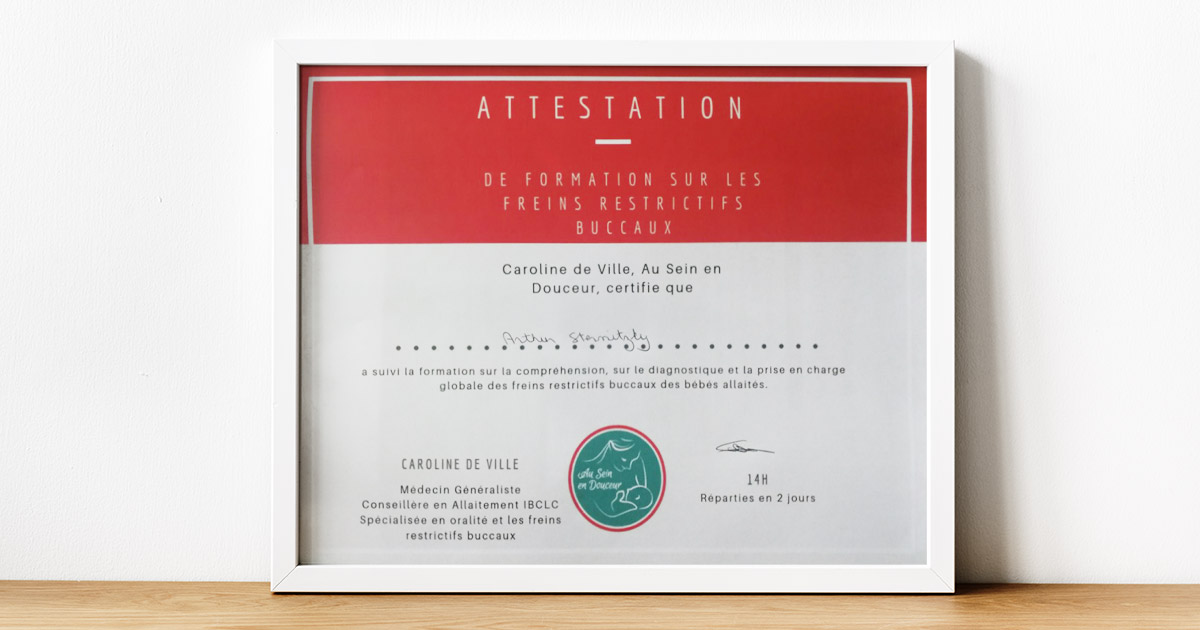 ATTESTATION
DE FORMATION SUR LES
FREINS RESTRICTIFS
BUCCAUX
Caroline de Ville, Au Sein en
Douceur, certifie que
Arthur Sternitzky
a suivi la formation sur la compréhension, sur le diagnostique et la prise en charge
globale des freins restrictifs buccaux des bébés allaités.
CAROLINE DE VILLE
Médecin Généraliste
Conseillère en Allaitement IBCLC
Spécialisée en oralité et les freins
restrictifs buccaux
Au Sein
en Douceur
14H
Réparties en 2 jours